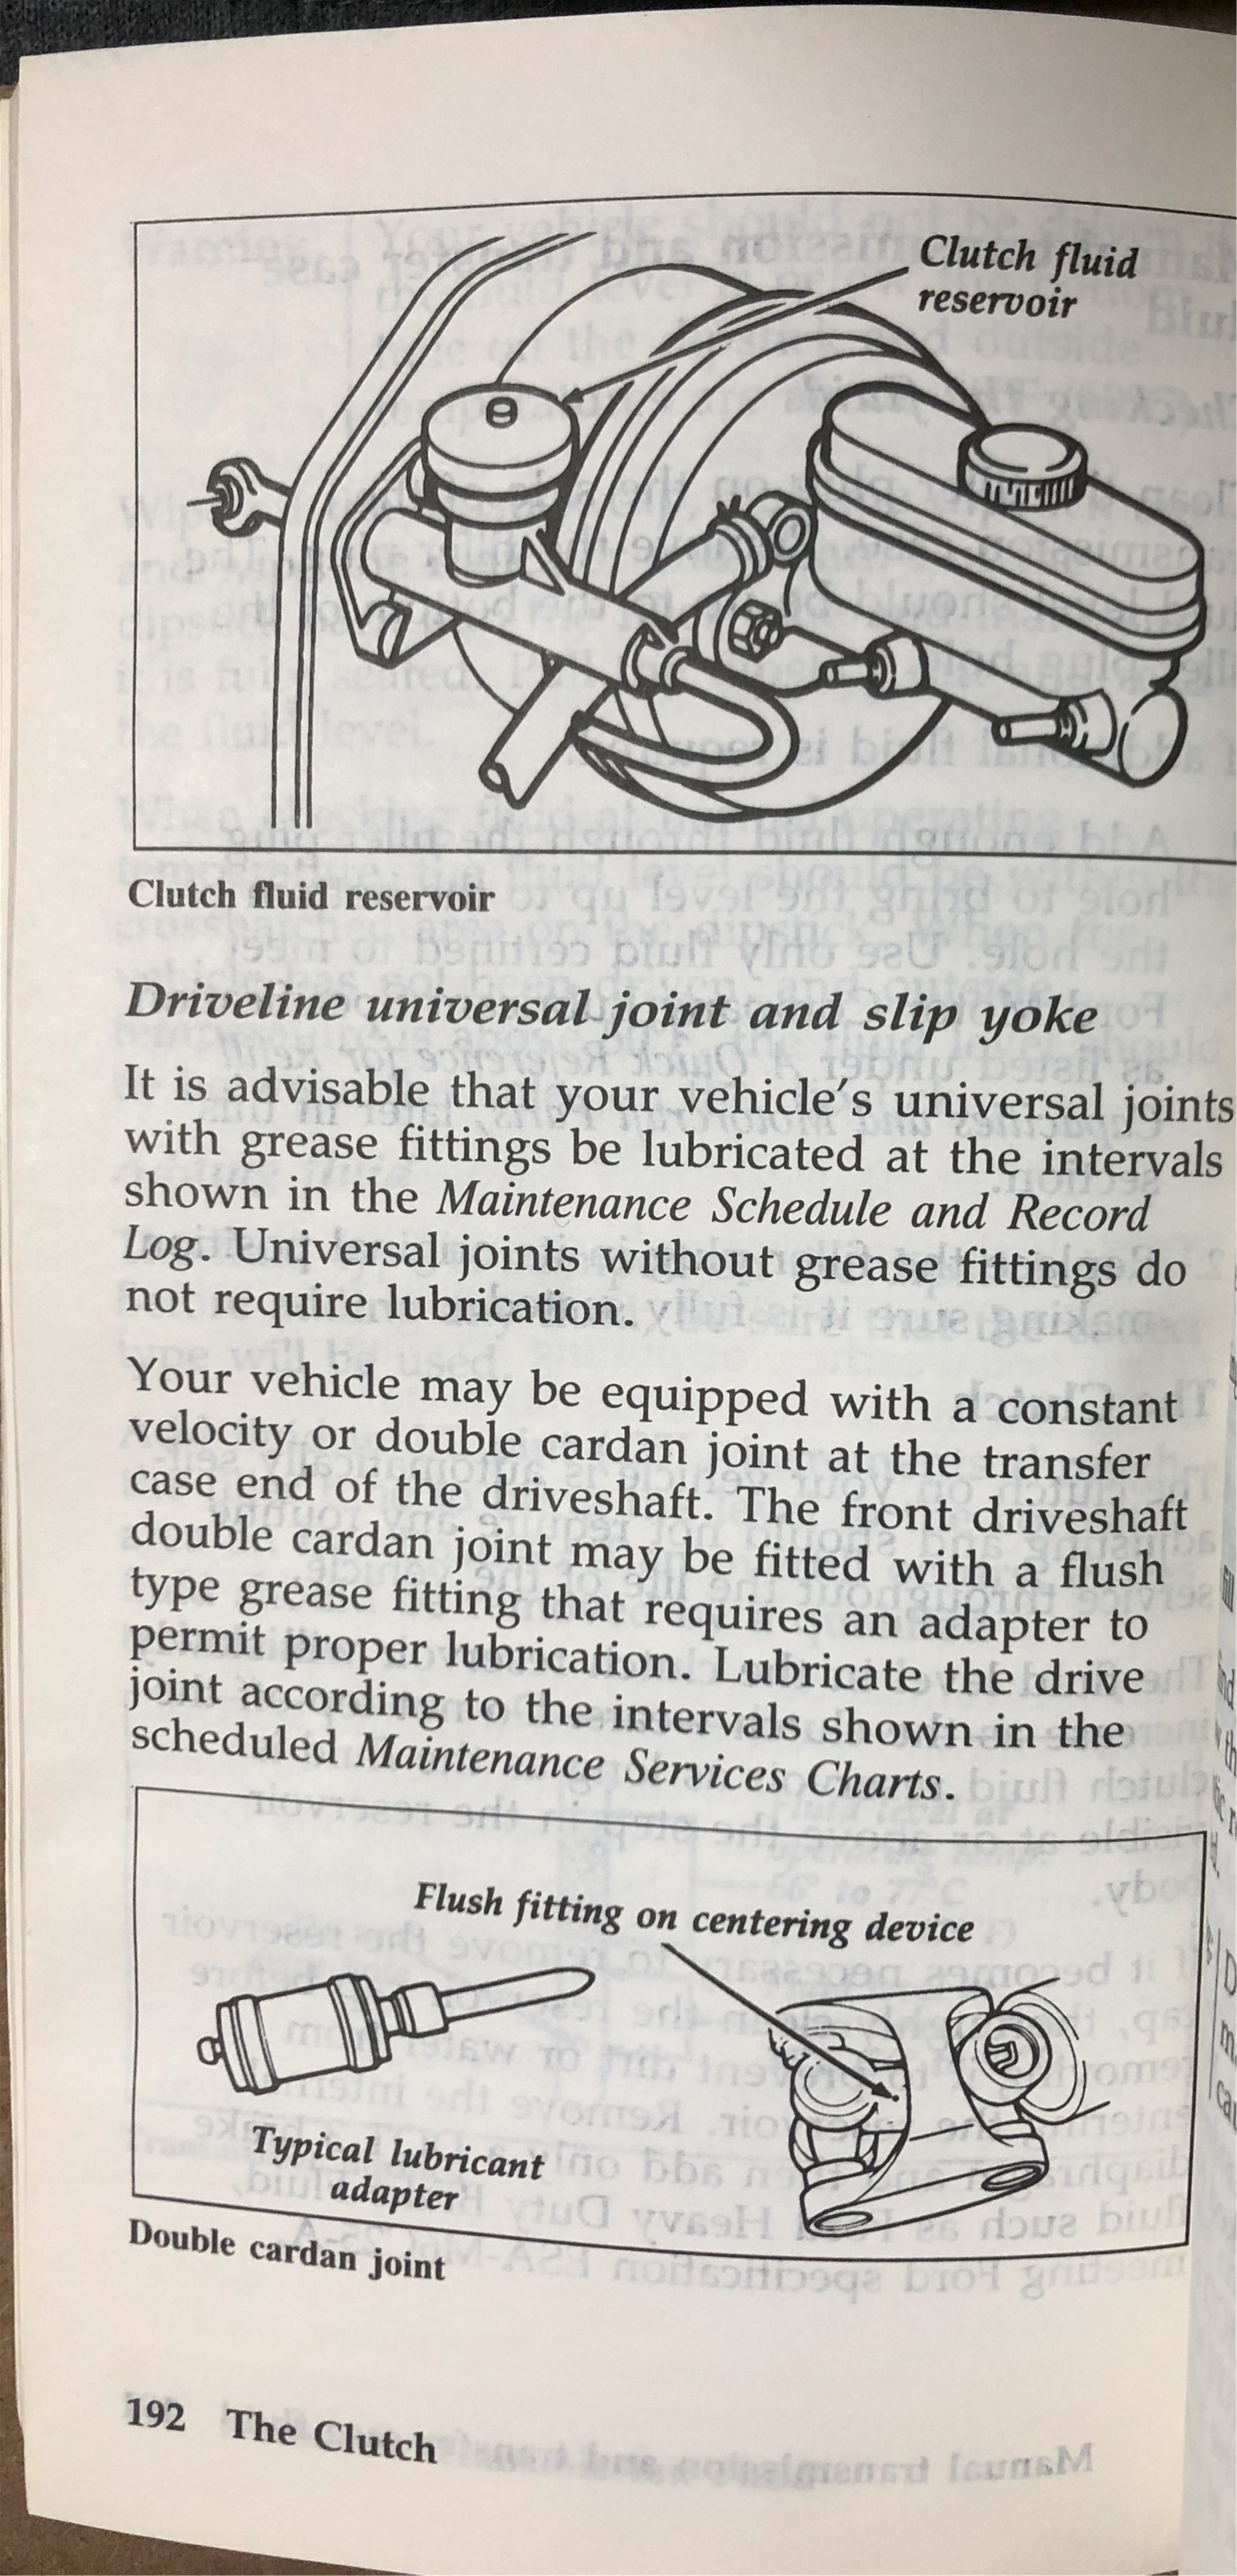 Clutch fluid
reservoir
Clutch fluid reservoir
Driveline universal joint and slip yoke
It is advisable that your vehicle's universal joints
with grease fittings be lubricated at the intervals
shown in the Maintenance Schedule and Record
Log. Universal joints without grease fittings do
not require lubrication.
Your vehicle may be equipped with a constant
velocity or double cardan joint at the transfer
case end of the driveshaft. The front driveshaft
double cardan joint may be fitted with a flush
type grease fitting that requires an adapter to
permit proper lubrication. Lubricate the drive
joint according to the intervals shown in the
scheduled Maintenance Services Charts.
Flush fitting on centering device
Typical lubricant
adapter
Double cardan joint
192 The Clutch